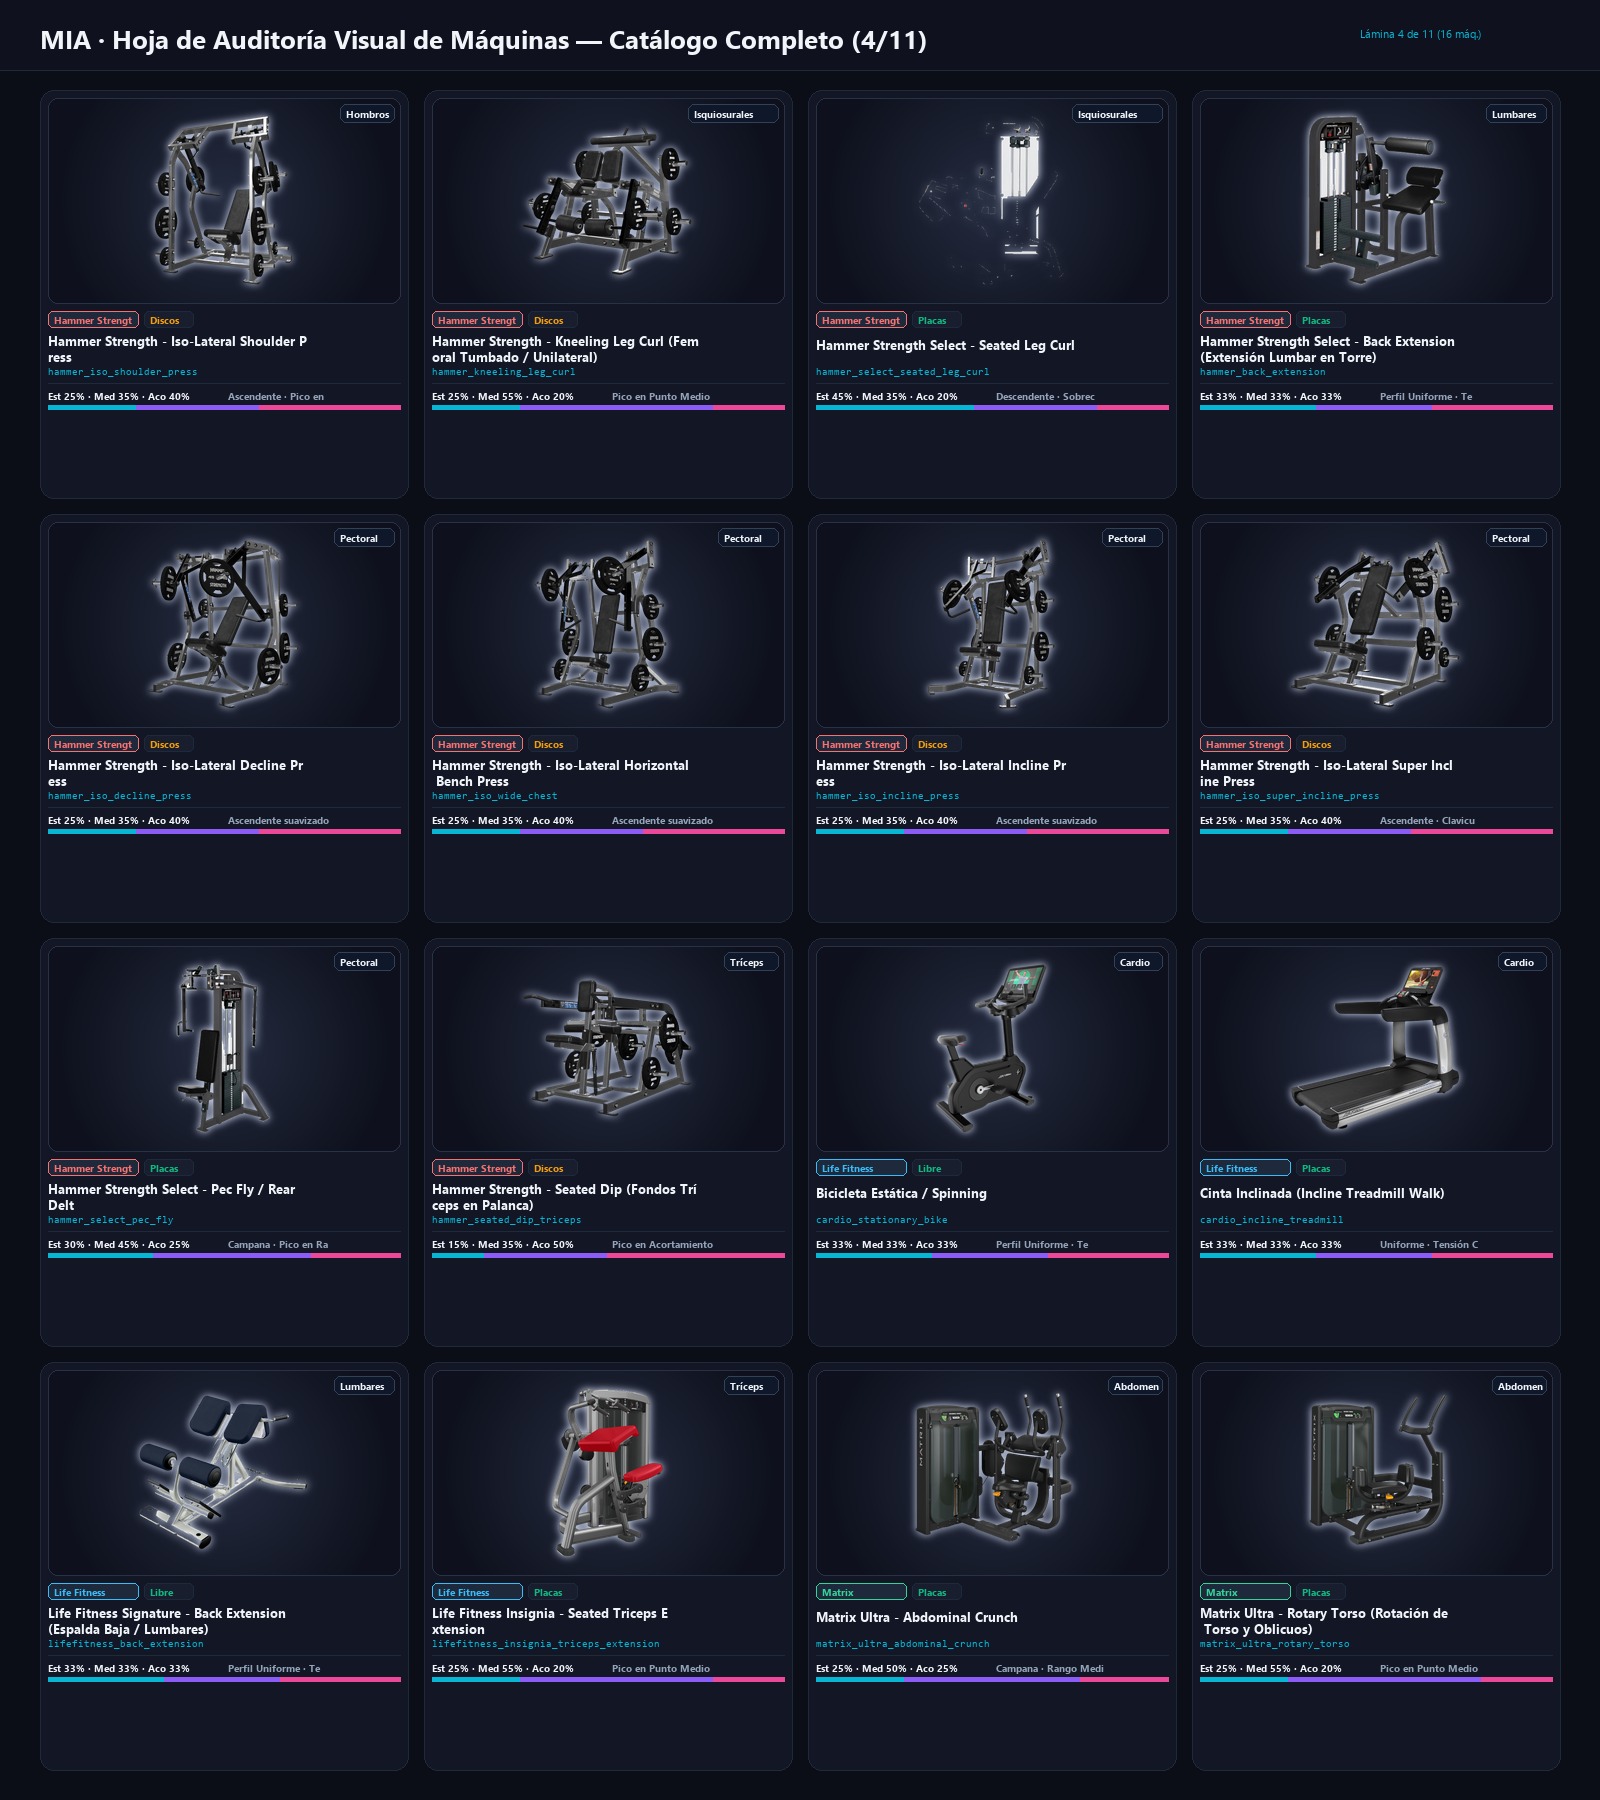 MIA · Hoja de Auditoría Visual de Máquinas — Catálogo Completo (4/11)
Lámina 4 de 11 (16 máq.)
Hombros
Hammer Strengt
Discos
Hammer Strength - Iso-Lateral Shoulder P
ress
hammer_iso_shoulder_press
Est 25% · Med 35% · Aco 40%
Ascendente · Pico en
Isquiosurales
Hammer Strengt
Discos
Hammer Strength - Kneeling Leg Curl (Fem
oral Tumbado / Unilateral)
hammer_kneeling_leg_curl
Est 25% · Med 55% · Aco 20%
Pico en Punto Medio
Isquiosurales
Hammer Strengt
Placas
Hammer Strength Select - Seated Leg Curl
hammer_select_seated_leg_curl
Est 45% · Med 35% · Aco 20%
Descendente · Sobrec
Lumbares
Hammer Strengt
Placas
Hammer Strength Select - Back Extension
(Extensión Lumbar en Torre)
hammer_back_extension
Est 33% · Med 33% · Aco 33%
Perfil Uniforme · Te
Pectoral
Hammer Strengt
Discos
Hammer Strength - Iso-Lateral Decline Pr
ess
hammer_iso_decline_press
Est 25% · Med 35% · Aco 40%
Ascendente suavizado
Pectoral
Hammer Strengt
Discos
Hammer Strength - Iso-Lateral Horizontal
Bench Press
hammer_iso_wide_chest
Est 25% · Med 35% · Aco 40%
Ascendente suavizado
Pectoral
Hammer Strengt
Discos
Hammer Strength - Iso-Lateral Incline Pr
ess
hammer_iso_incline_press
Est 25% · Med 35% · Aco 40%
Ascendente suavizado
Pectoral
Hammer Strengt
Discos
Hammer Strength - Iso-Lateral Super Incl
ine Press
hammer_iso_super_incline_press
Est 25% · Med 35% · Aco 40%
Ascendente · Clavicu
Pectoral
Hammer Strengt
Placas
Hammer Strength Select - Pec Fly / Rear
Delt
hammer_select_pec_fly
Est 30% · Med 45% · Aco 25%
Campana · Pico en Ra
Tríceps
Hammer Strengt
Discos
Hammer Strength - Seated Dip (Fondos Trí
ceps en Palanca)
hammer_seated_dip_triceps
Est 15% · Med 35% · Aco 50%
Pico en Acortamiento
Cardio
Life Fitness
Libre
Bicicleta Estática / Spinning
cardio_stationary_bike
Est 33% · Med 33% · Aco 33%
Perfil Uniforme · Te
Cardio
Life Fitness
Placas
Cinta Inclinada (Incline Treadmill Walk)
cardio_incline_treadmill
Est 33% · Med 33% · Aco 33%
Uniforme · Tensión C
Lumbares
Life Fitness
Libre
Life Fitness Signature - Back Extension
(Espalda Baja / Lumbares)
lifefitness_back_extension
Est 33% · Med 33% · Aco 33%
Perfil Uniforme · Te
Tríceps
Life Fitness
Placas
Life Fitness Insignia - Seated Triceps E
xtension
lifefitness_insignia_triceps_extension
Est 25% · Med 55% · Aco 20%
Pico en Punto Medio
Abdomen
MATRIX
Matrix
Placas
Matrix Ultra - Abdominal Crunch
matrix_ultra_abdominal_crunch
Est 25% · Med 50% · Aco 25%
Campana · Rango Medi
Abdomen
MATRIX
Matrix
Placas
Matrix Ultra - Rotary Torso (Rotación de
Torso y Oblicuos)
matrix_ultra_rotary_torso
Est 25% · Med 55% · Aco 20%
Pico en Punto Medio